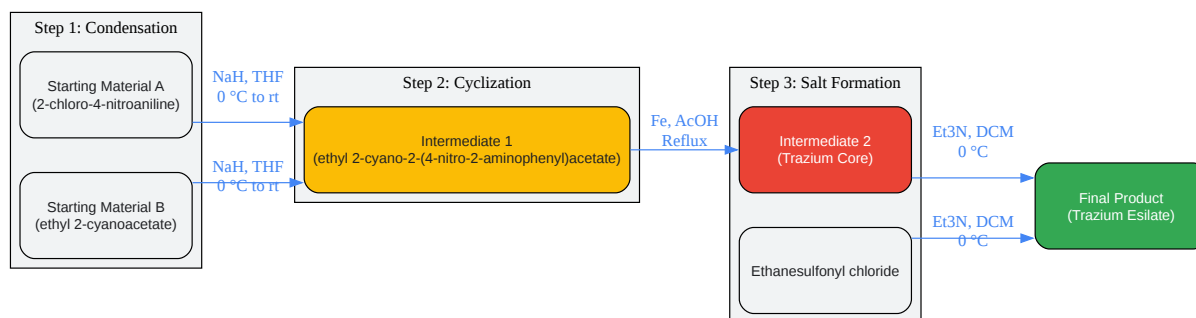 Step 1: Condensation
Starting Material A
(2-chloro-4-nitroaniline)
Starting Material B
(ethyl 2-cyanoacetate)
NaH, THF
0 °C to rt
NaH, THF
0 °C to rt
Step 2: Cyclization
Intermediate 1
(ethyl 2-cyano-2-(4-nitro-2-aminophenyl)acetate)
Fe, AcOH
Reflux
Step 3: Salt Formation
Intermediate 2
(Trazium Core)
Ethanesulfonyl chloride
Et3N, DCM
0 °C
Et3N, DCM
0 °C
Final Product
(Trazium Esilate)